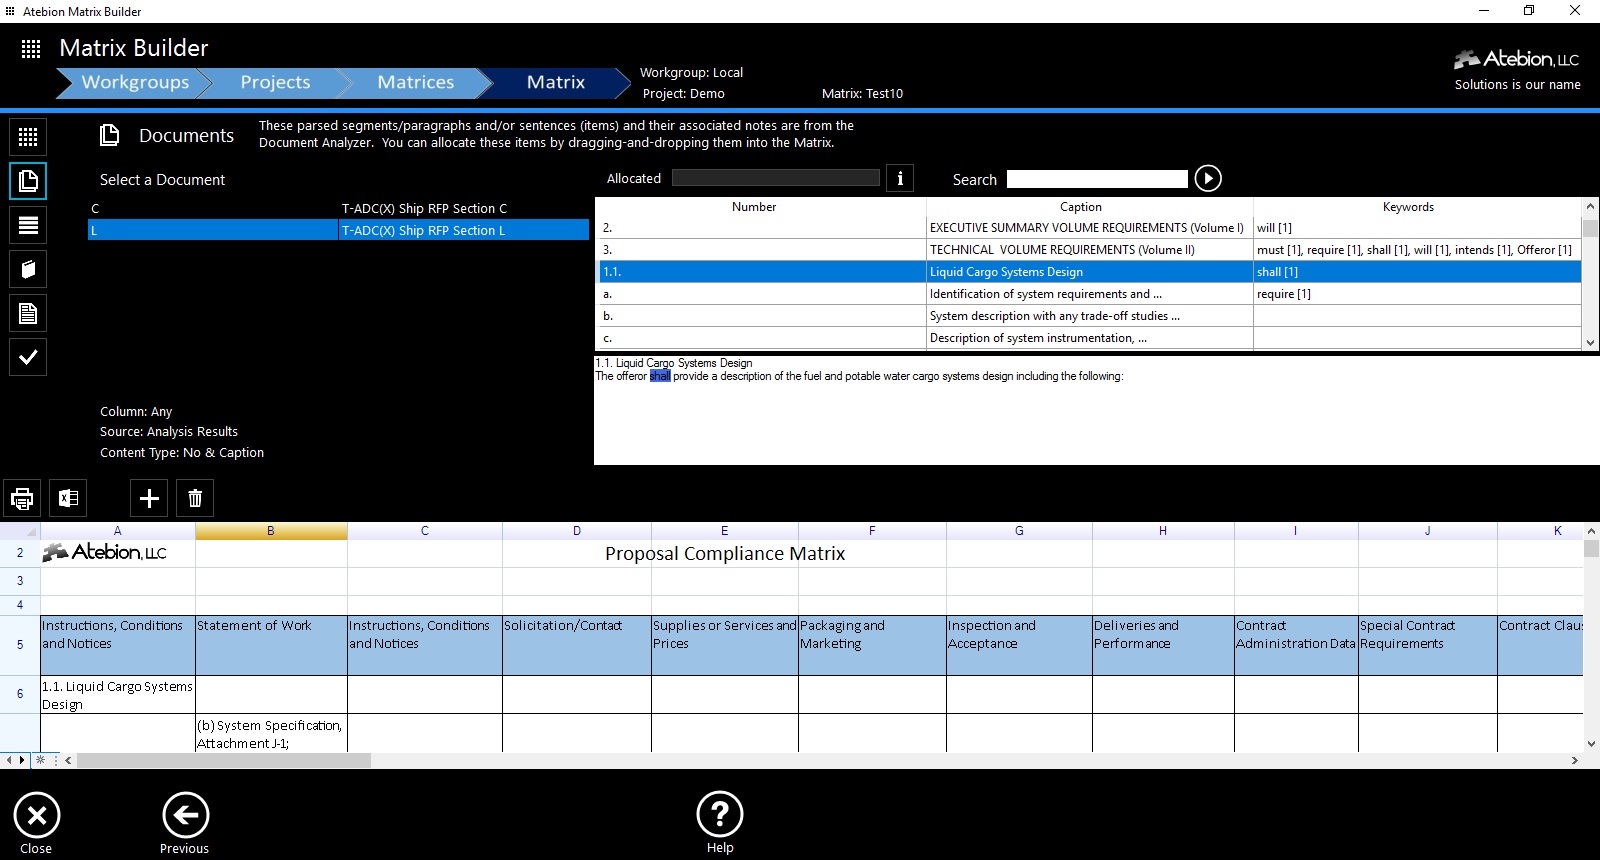 Atebion Matrix Builder
Matrix Builder
Workgroups
Projects
Matrices
Matrix
Workgroup: Local
Project: Demo
Matrix: Test10
Atebion, LLC
Solutions is our name
Documents
These parsed segments/paragraphs and/or sentences (items) and their associated notes are from the
Document Analyzer.  You can allocate these items by dragging-and-dropping them into the Matrix.
Select a Document
Allocated
i
Search
C T-ADC(X) Ship RFP Section C
L T-ADC(X) Ship RFP Section L
Number Caption Keywords
2. EXECUTIVE SUMMARY VOLUME REQUIREMENTS (Volume I) will [1]
3. TECHNICAL  VOLUME REQUIREMENTS (Volume II) must [1], require [1], shall [1], will [1], intends [1], Offeror [1]
1.1. Liquid Cargo Systems Design shall [1]
a. Identification of system requirements and ... require [1]
b. System description with any trade-off studies ...
c. Description of system instrumentation, ...
1.1. Liquid Cargo Systems Design
The offeror shall provide a description of the fuel and potable water cargo systems design including the following:
Column: Any
Source: Analysis Results
Content Type: No & Caption
A B C D E F G H I J K
2 Atebion, LLC Proposal Compliance Matrix
3
4
5 Instructions, Conditions and Notices Statement of Work Instructions, Conditions and Notices Solicitation/Contact Supplies or Services and Prices Packaging and Marketing Inspection and Acceptance Deliveries and Performance Contract Administration Data Special Contract Requirements Contract Claus
6 1.1. Liquid Cargo Systems Design
(b) System Specification,
Attachment J-1;
Close
Previous
?
Help